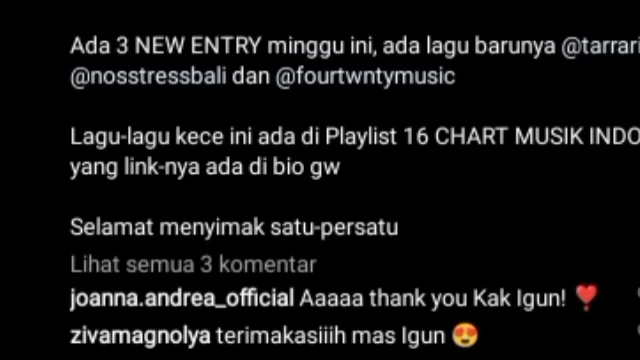 Ada 3 NEW ENTRY minggu ini, ada lagu barunya @tarrari
@nosstressbali dan @fourtwntymusic
Lagu-lagu kece ini ada di Playlist 16 CHART MUSIK INDO
yang link-nya ada di bio gw
Selamat menyimak satu-persatu
Lihat semua 3 komentar
joanna.andrea_official Aaaaa thank you Kak Igun! ❣️
zivamagnolya terimakasiiih mas Igun 😍